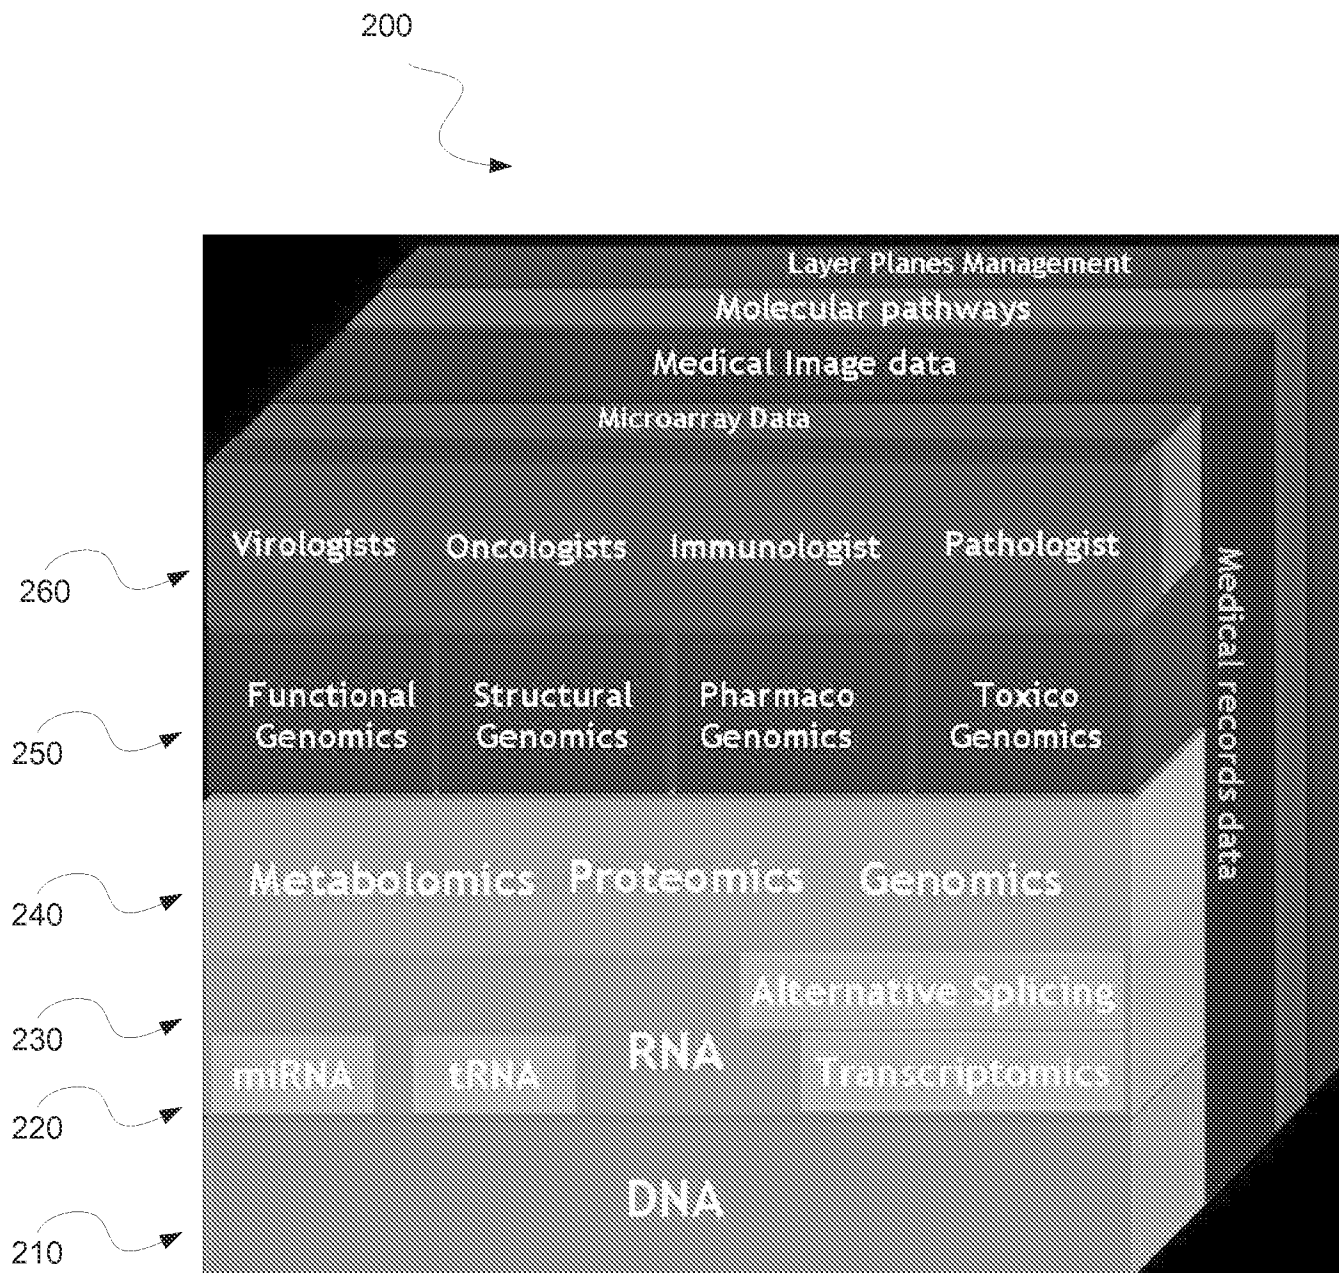 200
Layer Planes Management
Molecular pathways
Medical Image data
Microarray Data
Virologists Oncologists Immunologist Pathologist
260
Medical records data
Functional Structural Pharmaco Toxico
Genomics Genomics Genomics Genomics
250
Metabolomics Proteomics Genomics
240
Alternative Splicing
230
RNA
miRNA tRNA Transcriptomics
220
DNA
210